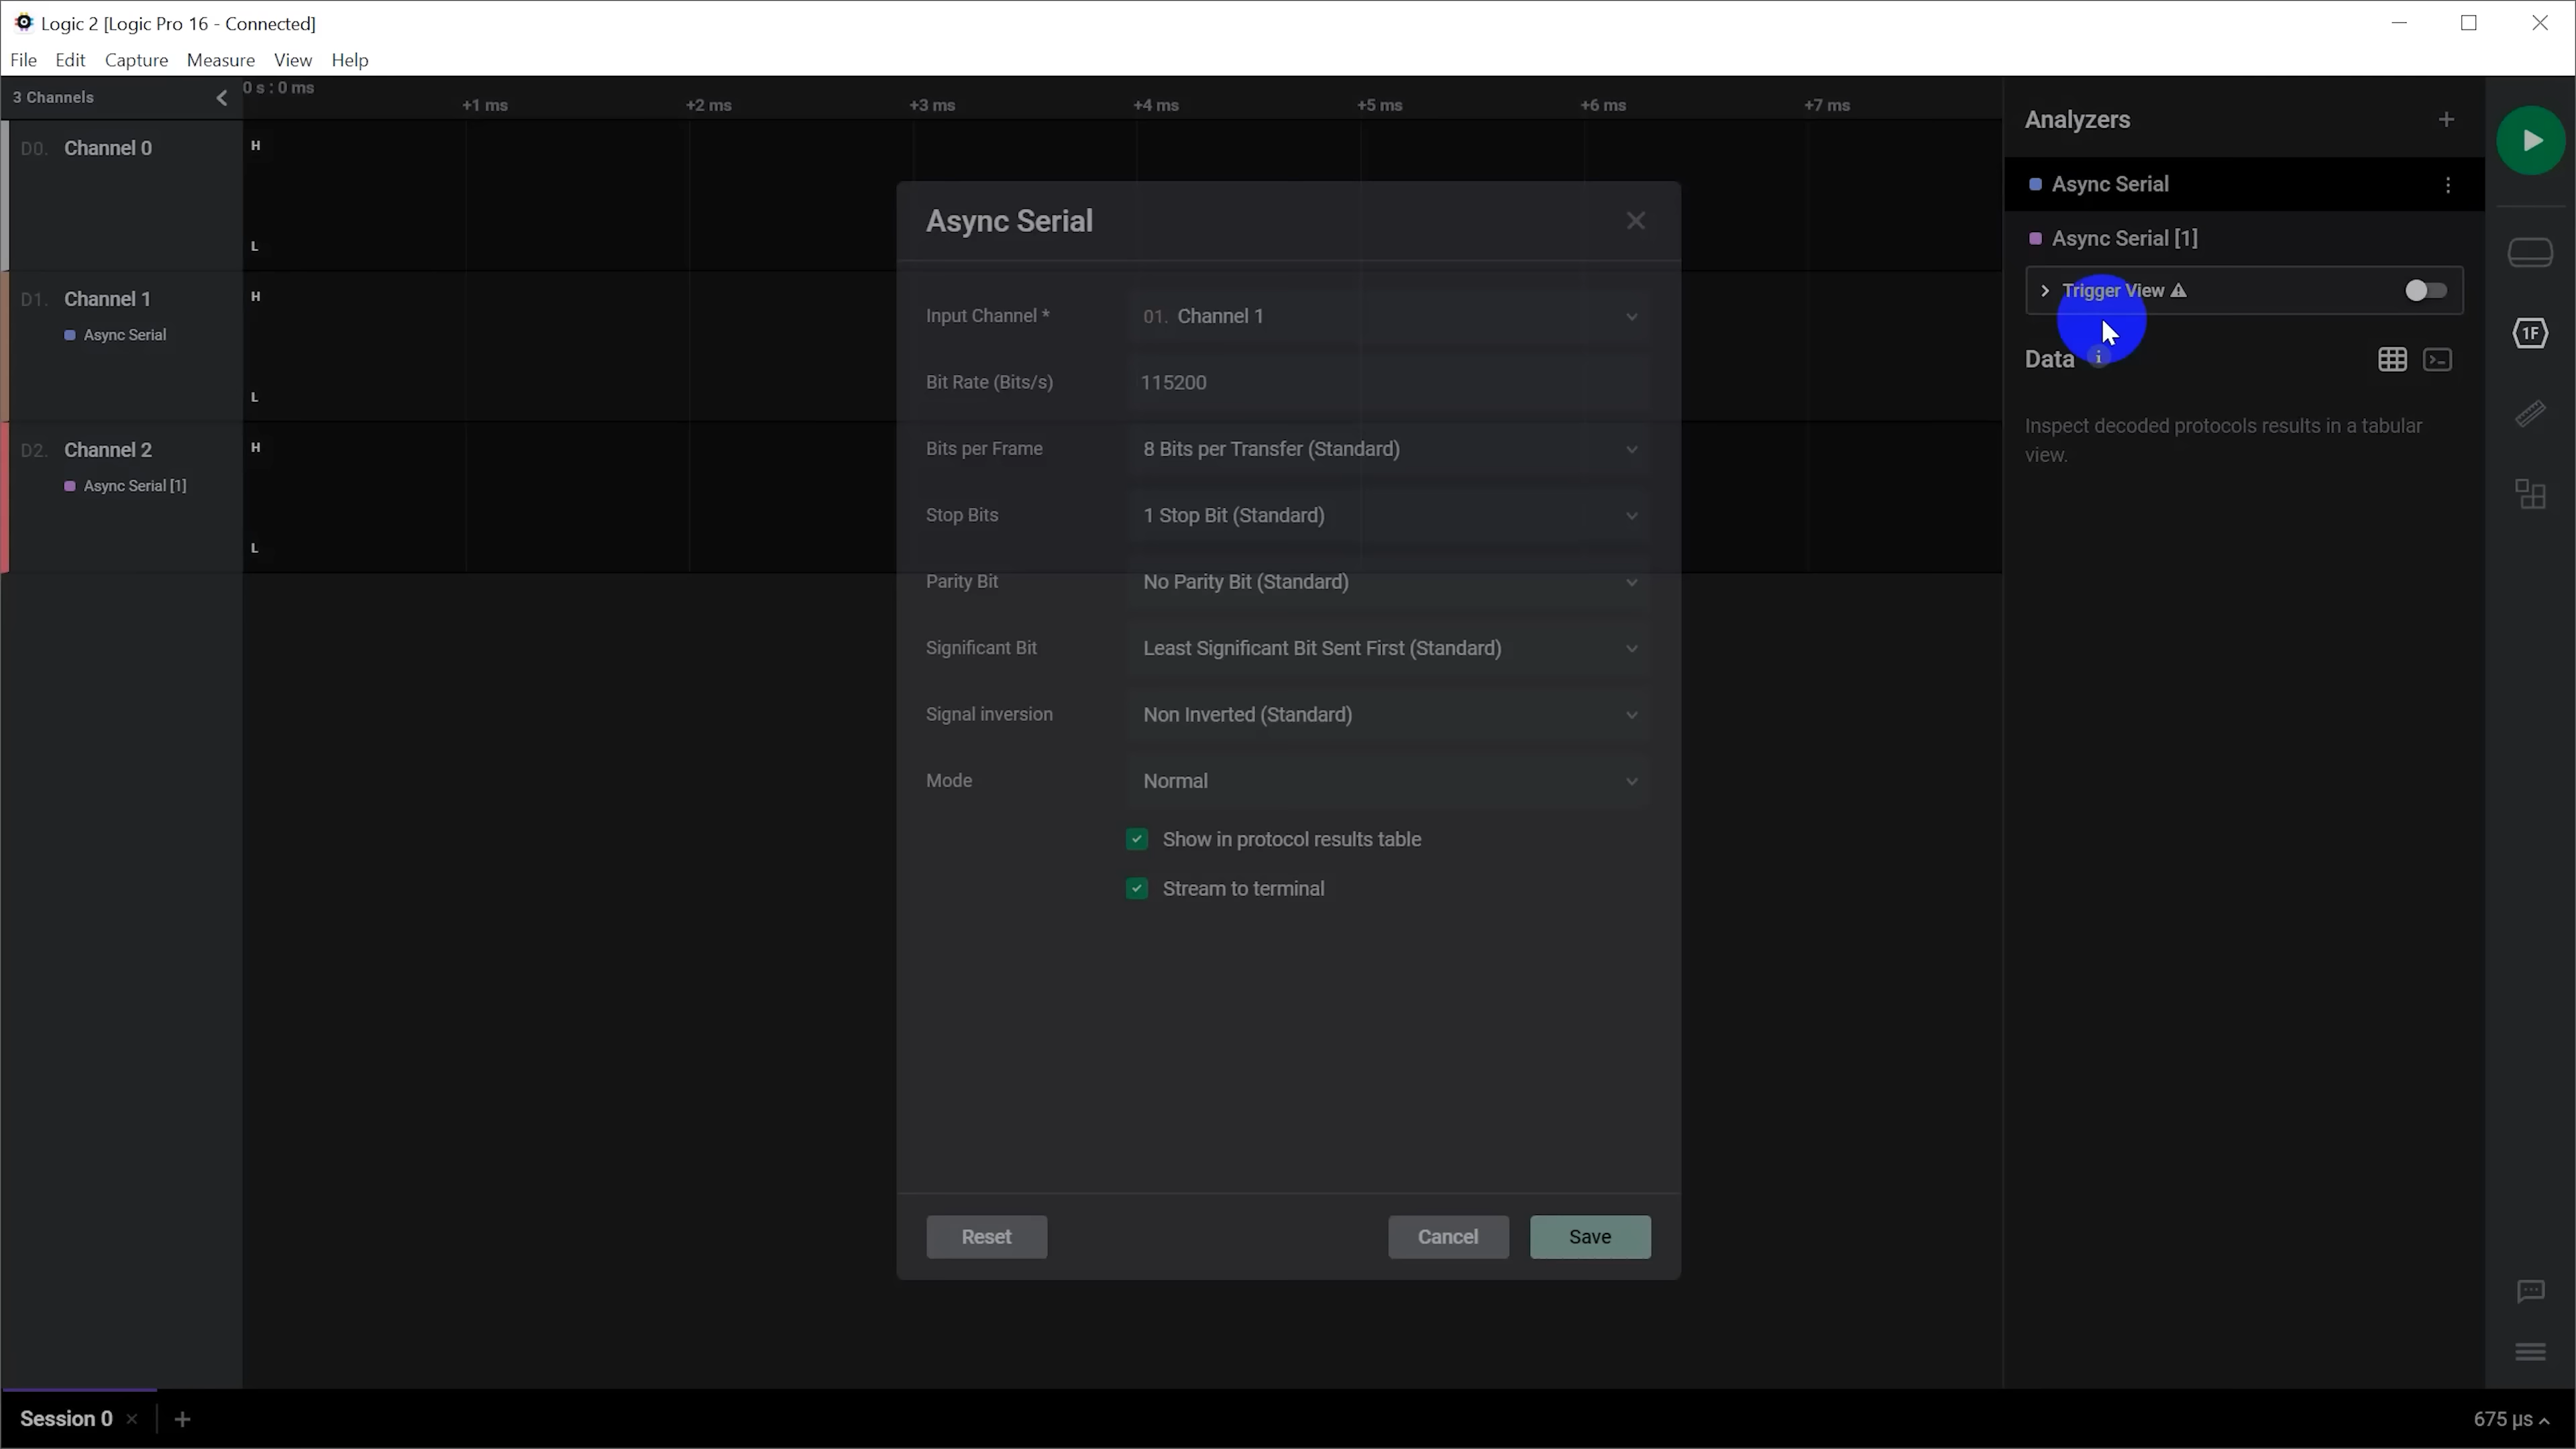 Logic 2 [Logic Pro 16 - Connected]
File Edit Capture Measure View Help
3 Channels
0 s : 0 ms
+1 ms +2 ms +3 ms +4 ms +5 ms +6 ms +7 ms
D0. Channel 0
H
L
D1. Channel 1
Async Serial
H
L
D2. Channel 2
Async Serial [1]
H
L
Async Serial
Input Channel * 01. Channel 1
Bit Rate (Bits/s) 115200
Bits per Frame 8 Bits per Transfer (Standard)
Stop Bits 1 Stop Bit (Standard)
Parity Bit No Parity Bit (Standard)
Significant Bit Least Significant Bit Sent First (Standard)
Signal inversion Non Inverted (Standard)
Mode Normal
Show in protocol results table
Stream to terminal
Reset Cancel Save
Analyzers
Async Serial
Async Serial [1]
Trigger View
Data i
Inspect decoded protocols results in a tabular
view.
1F
Session 0
675 µs